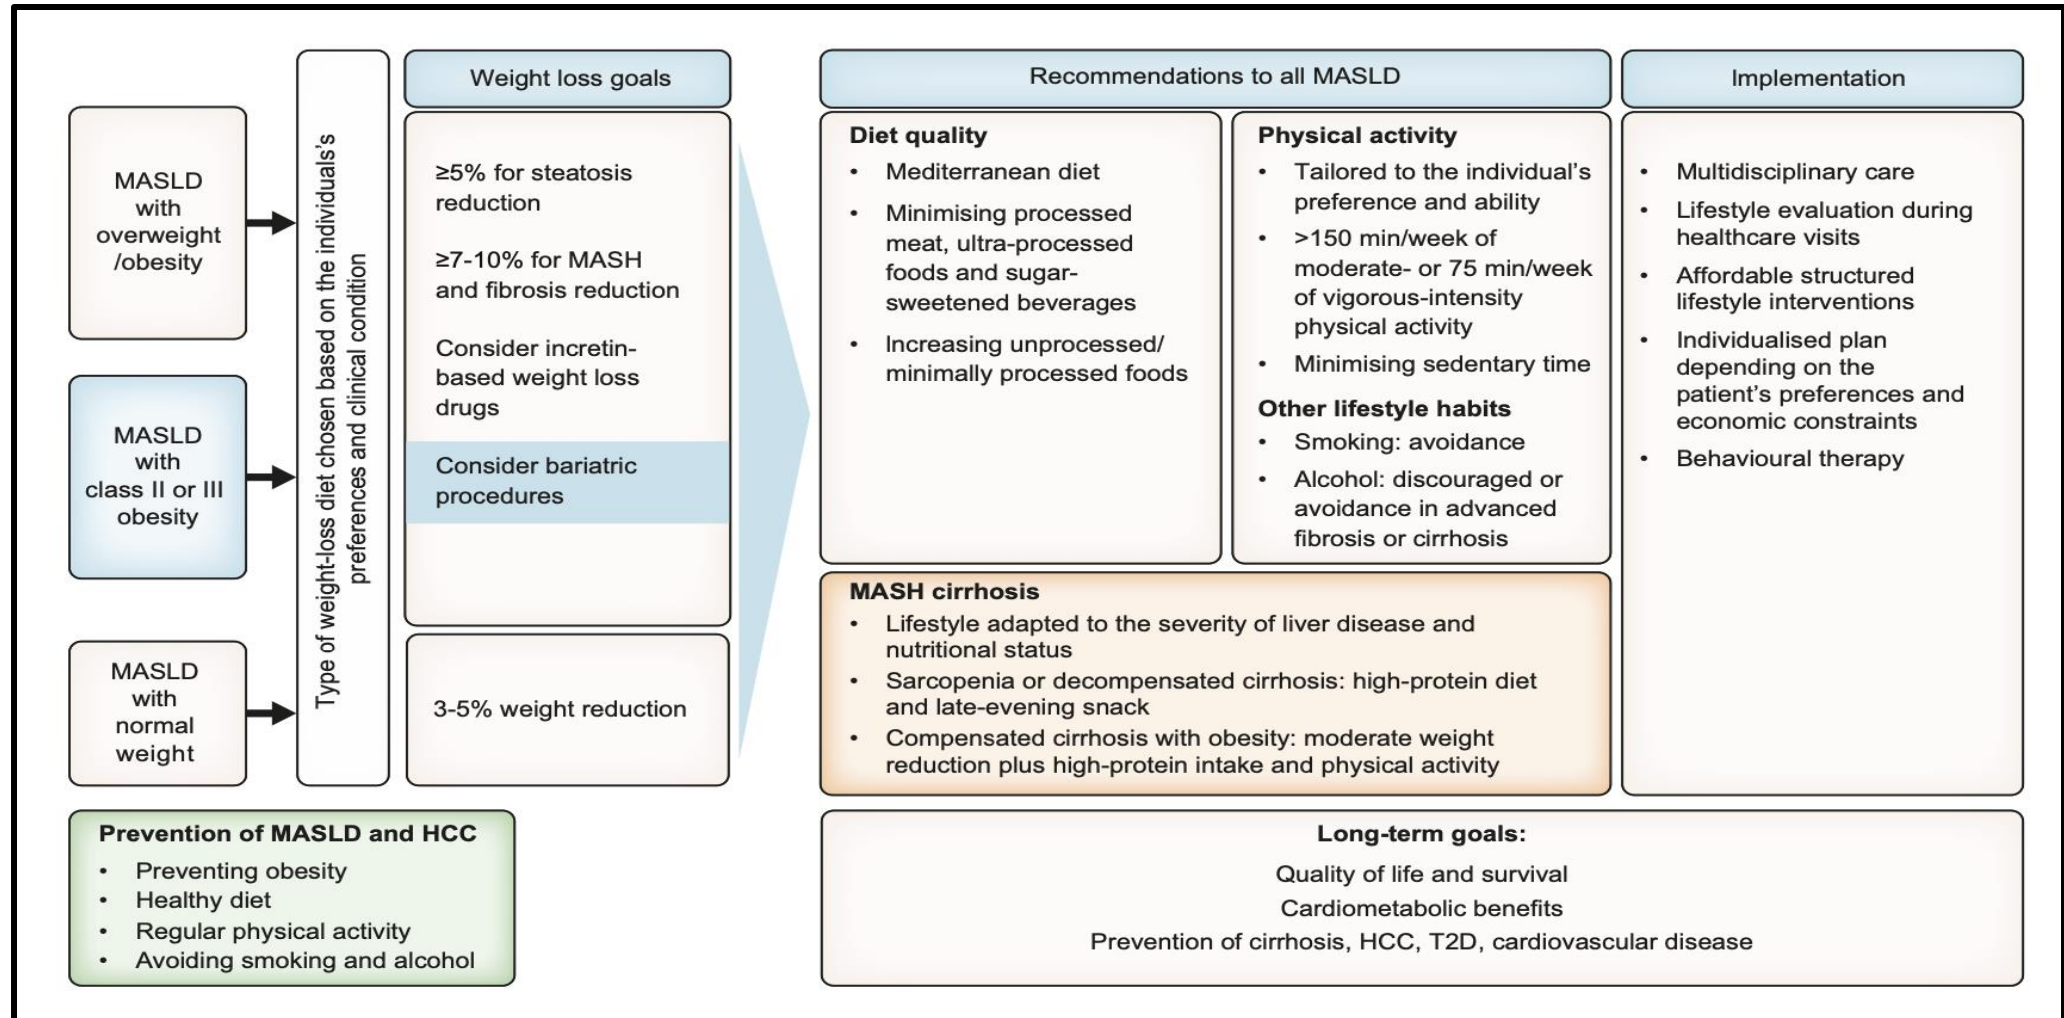 MASLD
with
overweight
/obesity
MASLD
with
class II or III
obesity
MASLD
with
normal
weight
Type of weight-loss diet chosen based on the individuals's
preferences and clinical condition
Weight loss goals
≥5% for steatosis
reduction
≥7-10% for MASH
and fibrosis reduction
Consider incretin-
based weight loss
drugs
Consider bariatric
procedures
3-5% weight reduction
Recommendations to all MASLD
Diet quality
• Mediterranean diet
• Minimising processed
meat, ultra-processed
foods and sugar-
sweetened beverages
• Increasing unprocessed/
minimally processed foods
Physical activity
• Tailored to the individual's
preference and ability
• >150 min/week of
moderate- or 75 min/week
of vigorous-intensity
physical activity
• Minimising sedentary time
Other lifestyle habits
• Smoking: avoidance
• Alcohol: discouraged or
avoidance in advanced
fibrosis or cirrhosis
MASH cirrhosis
• Lifestyle adapted to the severity of liver disease and
nutritional status
• Sarcopenia or decompensated cirrhosis: high-protein diet
and late-evening snack
• Compensated cirrhosis with obesity: moderate weight
reduction plus high-protein intake and physical activity
Implementation
• Multidisciplinary care
• Lifestyle evaluation during
healthcare visits
• Affordable structured
lifestyle interventions
• Individualised plan
depending on the
patient's preferences and
economic constraints
• Behavioural therapy
Prevention of MASLD and HCC
• Preventing obesity
• Healthy diet
• Regular physical activity
• Avoiding smoking and alcohol
Long-term goals:
Quality of life and survival
Cardiometabolic benefits
Prevention of cirrhosis, HCC, T2D, cardiovascular disease